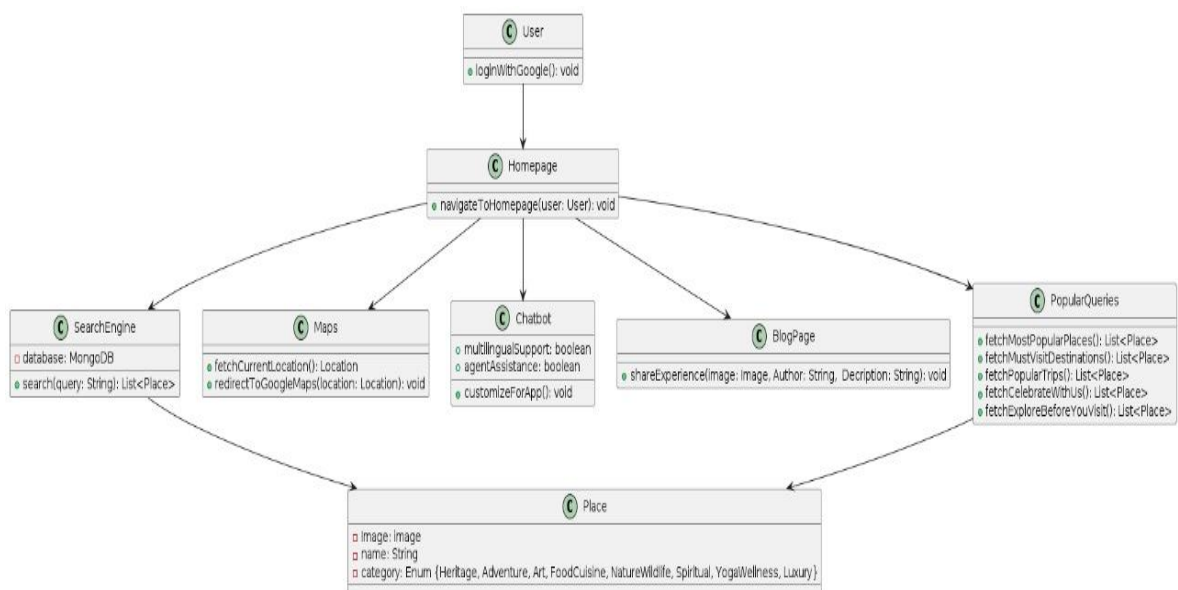 C User
+loginWithGoogle(): void
C Homepage
navigateToHomepage(user: User): void
C SearchEngine
database: MongoDB
search(query: String): List<Place>
C Maps
fetchCurrentLocation(): Location
redirectToGoogleMaps(location: Location): void
C Chatbot
multilingualSupport: boolean
agentAssistance: boolean
customizeForApp(): void
C BlogPage
shareExperience(image: Image, Author: String, Decription: String): void
C PopularQueries
fetchMostPopularPlaces(): List<Place>
fetchMustVisitDestinations(): List<Place>
fetchPopularTrips(): List<Place>
fetchCelebrateWithUs(): List<Place>
fetchExploreBeforeYouVisit(): List<Place>
C Place
Image: image
name: String
category: Enum {Heritage, Adventure, Art, FoodCuisine, NatureWildlife, Spiritual, YogaWellness, Luxury}